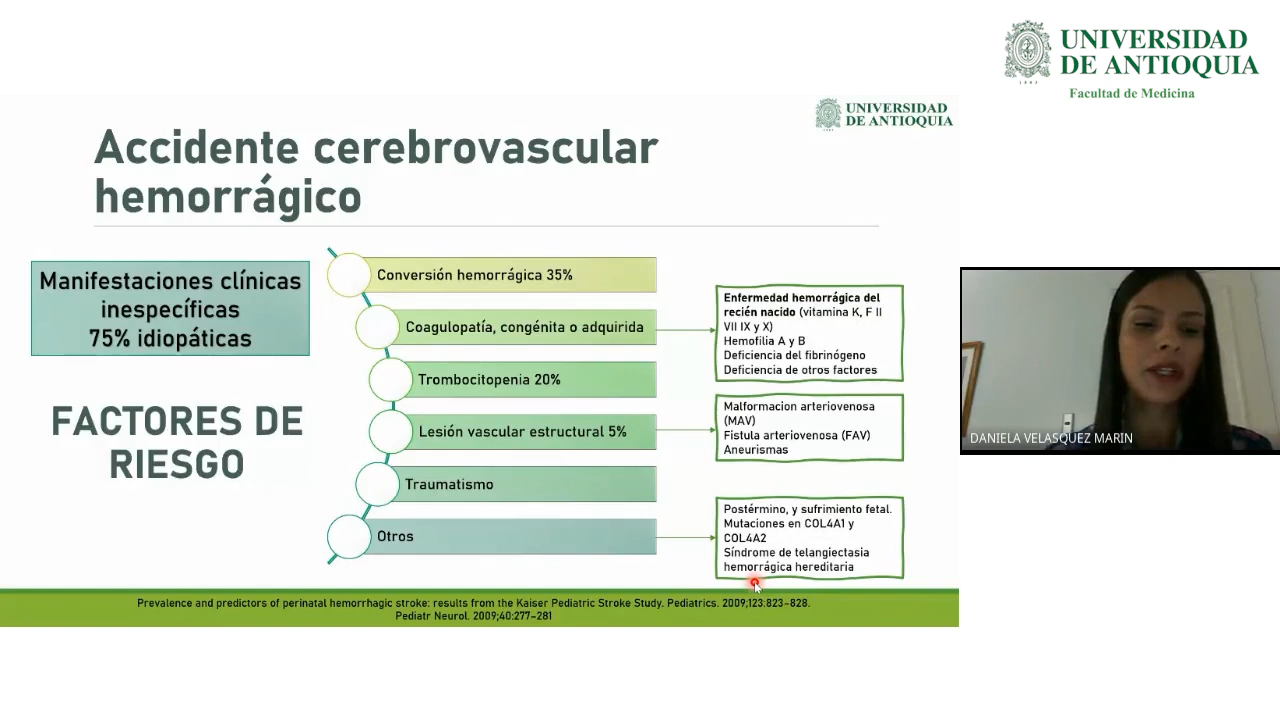 UNIVERSIDAD
DE ANTIOQUIA
Facultad de Medicina
UNIVERSIDAD
DE ANTIOQUIA
Accidente cerebrovascular
hemorrágico
Manifestaciones clínicas
inespecíficas
75% idiopáticas
FACTORES DE
RIESGO
Conversión hemorrágica 35%
Coagulopatía, congénita o adquirida
Trombocitopenia 20%
Lesión vascular estructural 5%
Traumatismo
Otros
Enfermedad hemorrágica del
recién nacido (vitamina K, F II
VII IX y X)
Hemofilia A y B
Deficiencia del fibrinógeno
Deficiencia de otros factores
Malformacion arteriovenosa
(MAV)
Fistula arteriovenosa (FAV)
Aneurismas
Postérmino, y sufrimiento fetal.
Mutaciones en COL4A1 y
COL4A2
Síndrome de telangiectasia
hemorrágica hereditaria
Prevalence and predictors of perinatal hemorrhagic stroke: results from the Kaiser Pediatric Stroke Study. Pediatrics. 2009;123:823–828.
Pediatr Neurol. 2009;40:277–281
DANIELA VELASQUEZ MARIN